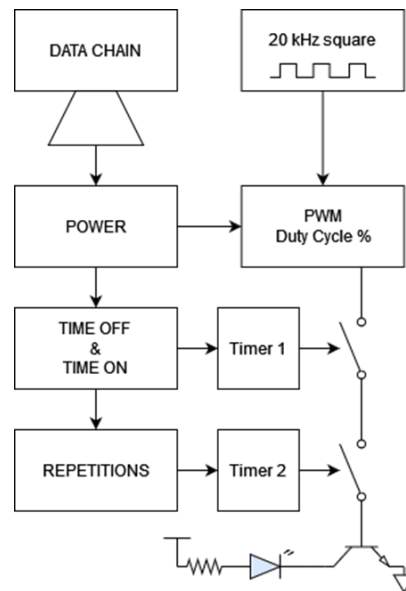 DATA CHAIN
20 kHz square
POWER
PWM
Duty Cycle %
TIME OFF
&
TIME ON
Timer 1
REPETITIONS
Timer 2